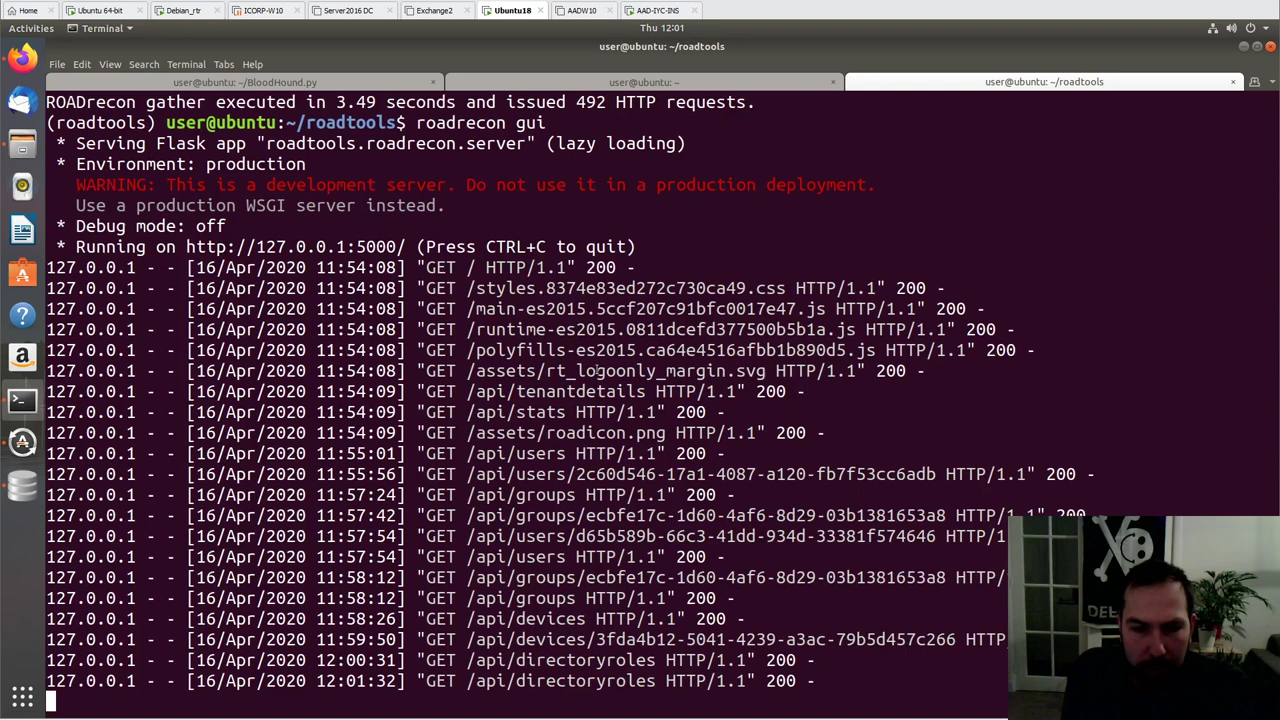 Home
Ubuntu 64-bit
Debian_rtr
ICORP-W10
Server2016 DC
Exchange2
Ubuntu18
AADW10
AAD-IYC-INS
Activities
Terminal
Thu 12:01
user@ubuntu: ~/roadtools
File Edit View Search Terminal Tabs Help
user@ubuntu: ~/BloodHound.py
user@ubuntu: ~
user@ubuntu: ~/roadtools
ROADrecon gather executed in 3.49 seconds and issued 492 HTTP requests.
(roadtools) user@ubuntu:~/roadtools$ roadrecon gui
* Serving Flask app "roadtools.roadrecon.server" (lazy loading)
* Environment: production
WARNING: This is a development server. Do not use it in a production deployment.
Use a production WSGI server instead.
* Debug mode: off
* Running on http://127.0.0.1:5000/ (Press CTRL+C to quit)
127.0.0.1 - - [16/Apr/2020 11:54:08] "GET / HTTP/1.1" 200 -
127.0.0.1 - - [16/Apr/2020 11:54:08] "GET /styles.8374e83ed272c730ca49.css HTTP/1.1" 200 -
127.0.0.1 - - [16/Apr/2020 11:54:08] "GET /main-es2015.5ccf207c91bfc0017e47.js HTTP/1.1" 200 -
127.0.0.1 - - [16/Apr/2020 11:54:08] "GET /runtime-es2015.0811dcefd377500b5b1a.js HTTP/1.1" 200 -
127.0.0.1 - - [16/Apr/2020 11:54:08] "GET /polyfills-es2015.ca64e4516afbb1b890d5.js HTTP/1.1" 200 -
127.0.0.1 - - [16/Apr/2020 11:54:08] "GET /assets/rt_logoonly_margin.svg HTTP/1.1" 200 -
127.0.0.1 - - [16/Apr/2020 11:54:09] "GET /api/tenantdetails HTTP/1.1" 200 -
127.0.0.1 - - [16/Apr/2020 11:54:09] "GET /api/stats HTTP/1.1" 200 -
127.0.0.1 - - [16/Apr/2020 11:54:09] "GET /assets/roadicon.png HTTP/1.1" 200 -
127.0.0.1 - - [16/Apr/2020 11:55:01] "GET /api/users HTTP/1.1" 200 -
127.0.0.1 - - [16/Apr/2020 11:55:56] "GET /api/users/2c60d546-17a1-4087-a120-fb7f53cc6adb HTTP/1.1" 200 -
127.0.0.1 - - [16/Apr/2020 11:57:24] "GET /api/groups HTTP/1.1" 200 -
127.0.0.1 - - [16/Apr/2020 11:57:42] "GET /api/groups/ecbfe17c-1d60-4af6-8d29-03b1381653a8 HTTP/1.1" 200
127.0.0.1 - - [16/Apr/2020 11:57:54] "GET /api/users/d65b589b-66c3-41dd-934d-33381f574646 HTTP/1
127.0.0.1 - - [16/Apr/2020 11:57:54] "GET /api/users HTTP/1.1" 200 -
127.0.0.1 - - [16/Apr/2020 11:58:12] "GET /api/groups/ecbfe17c-1d60-4af6-8d29-03b1381653a8 HTTP/
127.0.0.1 - - [16/Apr/2020 11:58:12] "GET /api/groups HTTP/1.1" 200 -
127.0.0.1 - - [16/Apr/2020 11:58:26] "GET /api/devices HTTP/1.1" 200 -
127.0.0.1 - - [16/Apr/2020 11:59:50] "GET /api/devices/3fda4b12-5041-4239-a3ac-79b5d457c266 HTTP
127.0.0.1 - - [16/Apr/2020 12:00:31] "GET /api/directoryroles HTTP/1.1" 200 -
127.0.0.1 - - [16/Apr/2020 12:01:32] "GET /api/directoryroles HTTP/1.1" 200 -
DEE